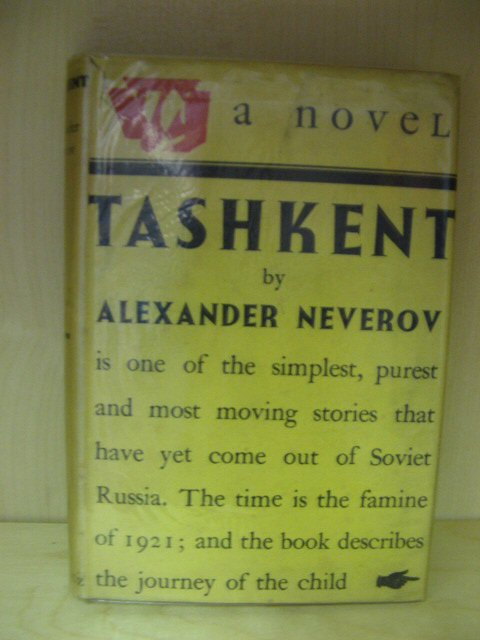 a noveL
TASHKENT
by
ALEXANDER NEVEROV
is one of the simplest, purest
and most moving stories that
have yet come out of Soviet
Russia. The time is the famine
of 1921; and the book describes
the journey of the child